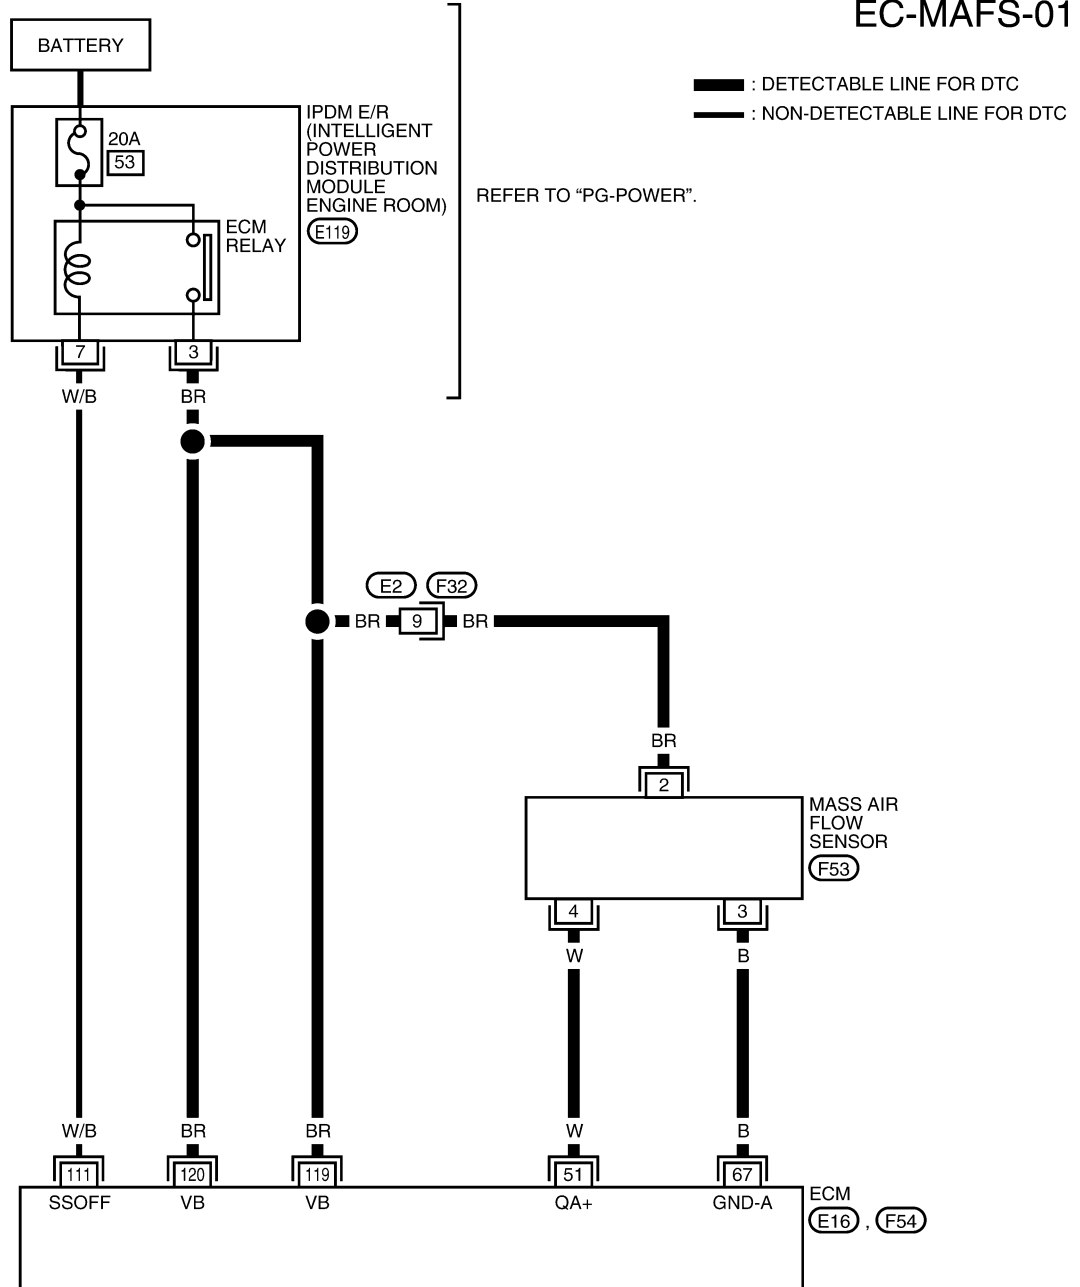 EC-MAFS-01
BATTERY
: DETECTABLE LINE FOR DTC
: NON-DETECTABLE LINE FOR DTC
20A
53
IPDM E/R
(INTELLIGENT
POWER
DISTRIBUTION
MODULE
ENGINE ROOM)
E119
REFER TO “PG-POWER”.
ECM
RELAY
7
3
W/B
BR
E2
F32
BR
9
BR
BR
2
MASS AIR
FLOW
SENSOR
F53
4
3
W
B
W/B
BR
BR
W
B
111
120
119
51
67
SSOFF
VB
VB
QA+
GND-A
ECM
E16 , F54